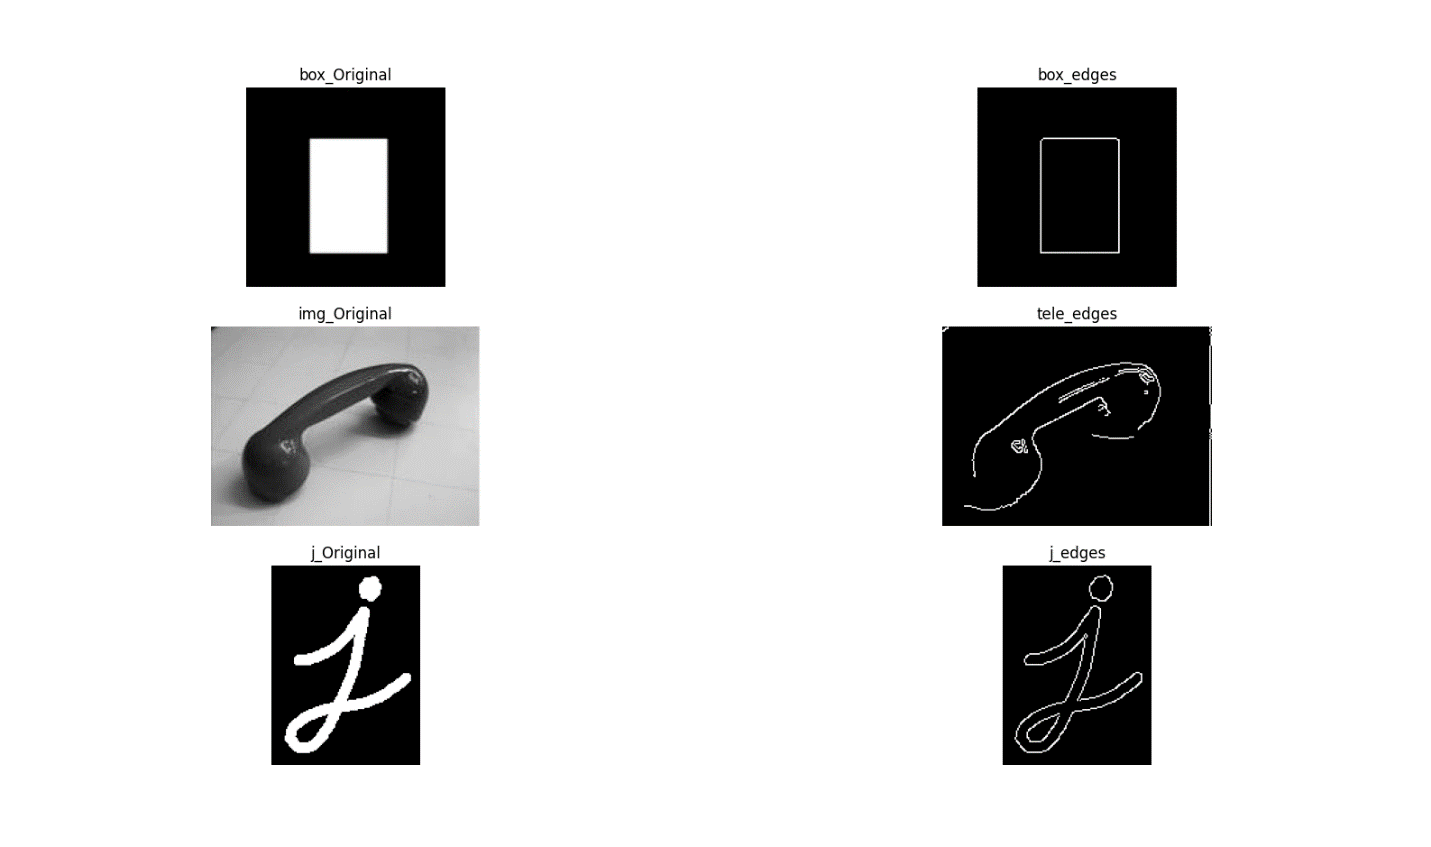 box_Original
box_edges
img_Original
tele_edges
j_Original
j_edges
j
j